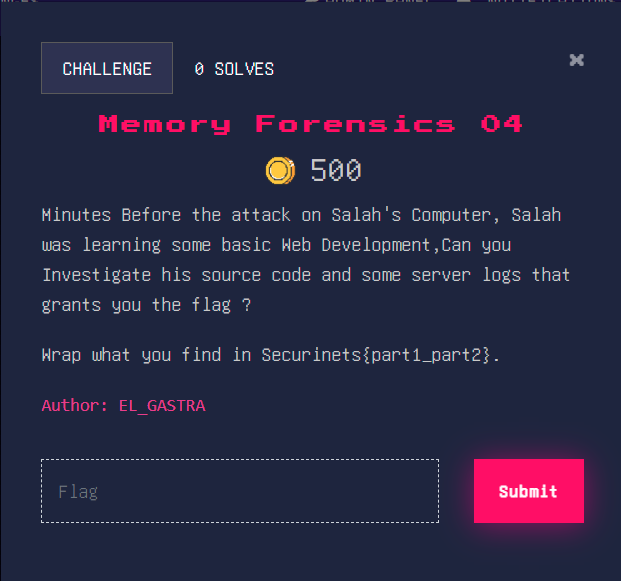 CHALLENGE
0 SOLVES
Memory Forensics 04
500
Minutes Before the attack on Salah's Computer, Salah
was learning some basic Web Development,Can you
Investigate his source code and some server logs that
grants you the flag ?
Wrap what you find in Securinets{part1_part2}.
Author: EL_GASTRA
Flag
Submit